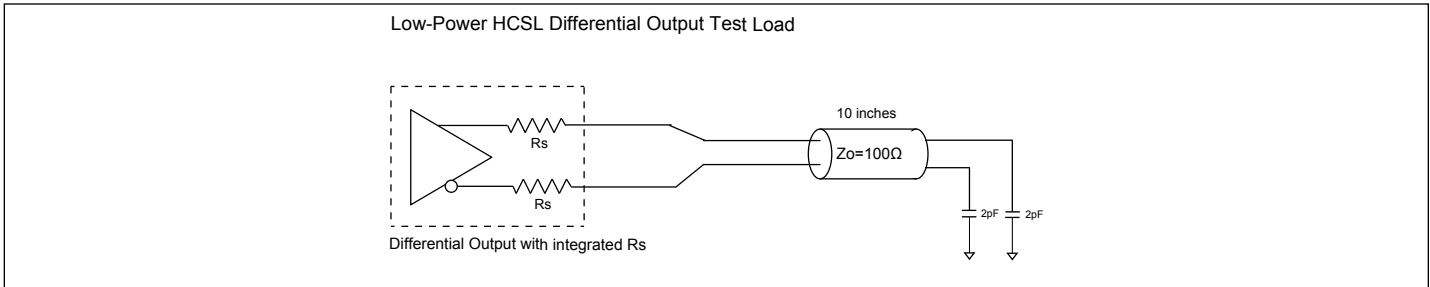 Low-Power HCSL Differential Output Test Load
10 inches
Rs
Zo=100Ω
Rs
2pF
2pF
Differential Output with integrated Rs